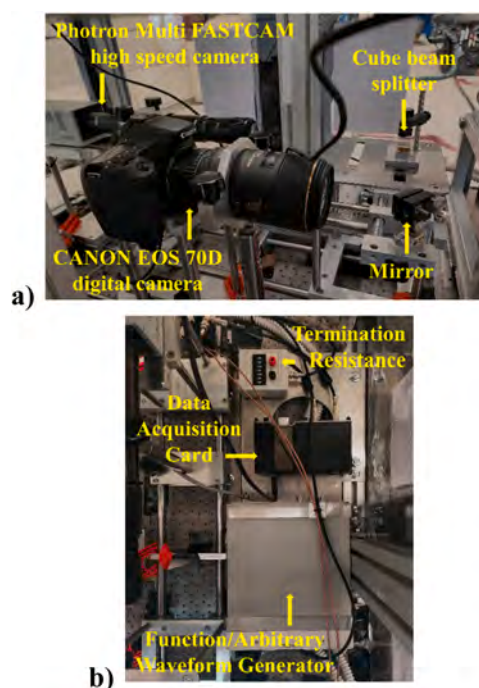 Photron Multi FASTCAM
high speed camera
Cube beam
splitter
CANON EOS 70D
digital camera
Mirror
a)
Termination
Resistance
Data
Acquisition
Card
Function/Arbitrary
Waveform Generator
b)